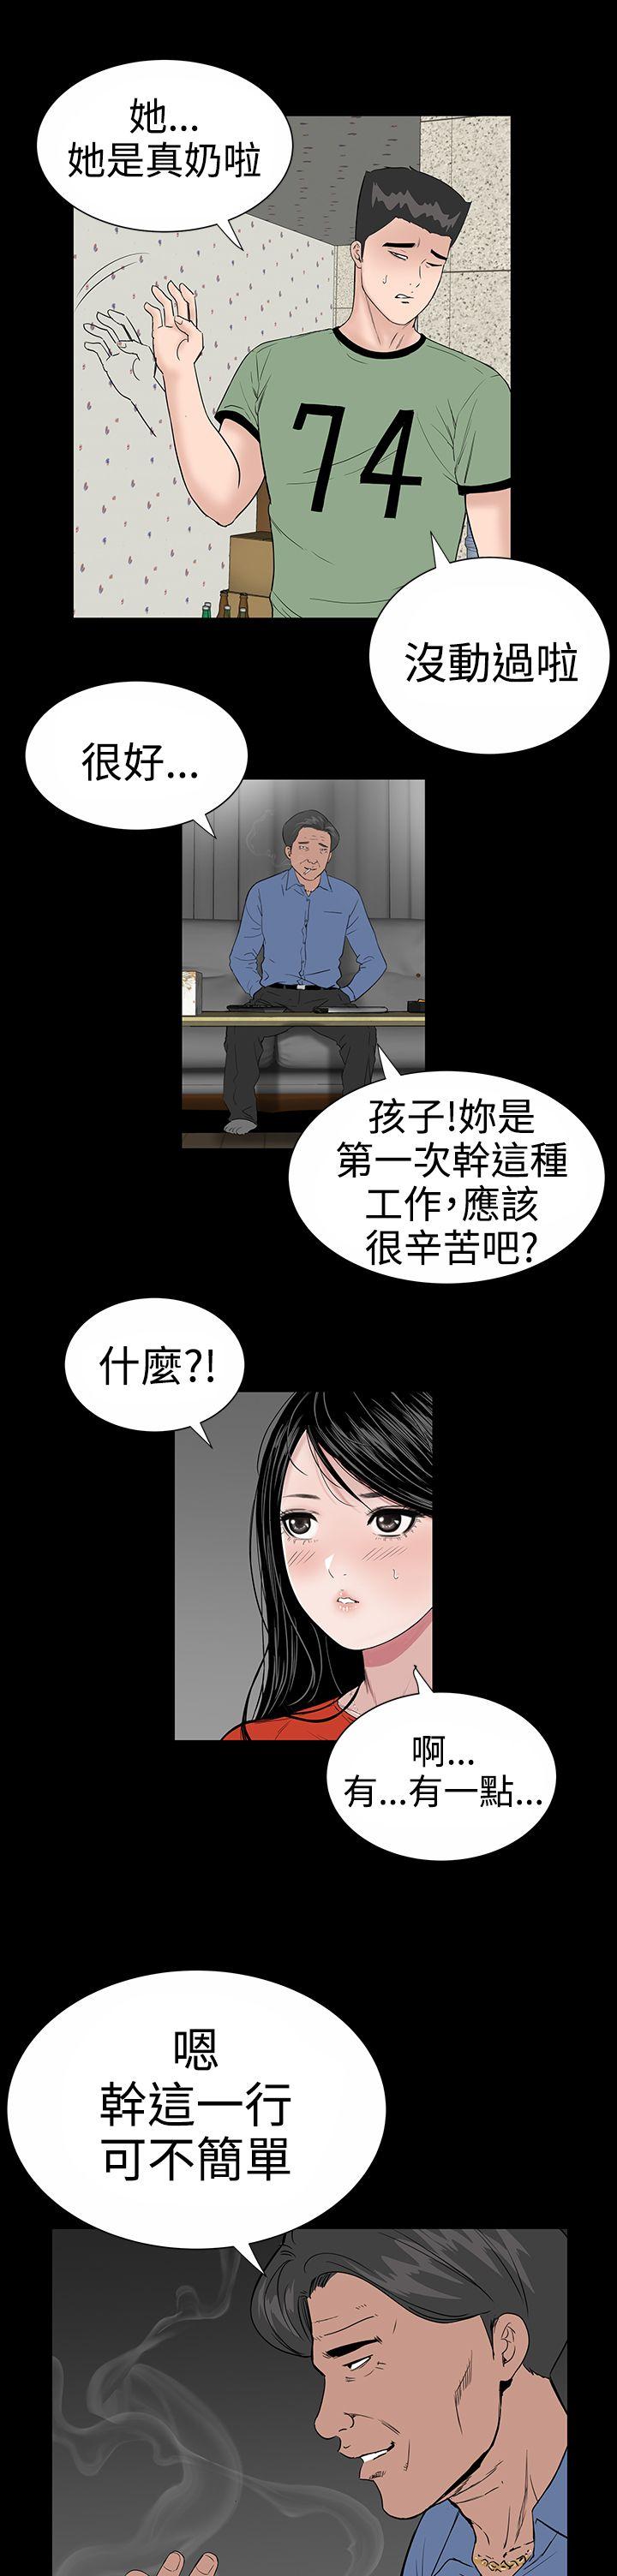 她…
她是真奶啦
74
沒動過啦
很好…
孩子!妳是
第一次幹這種
工作,應該
很辛苦吧?
什麼?!
啊…
有…有一點…
嗯
幹這一行
可不簡單